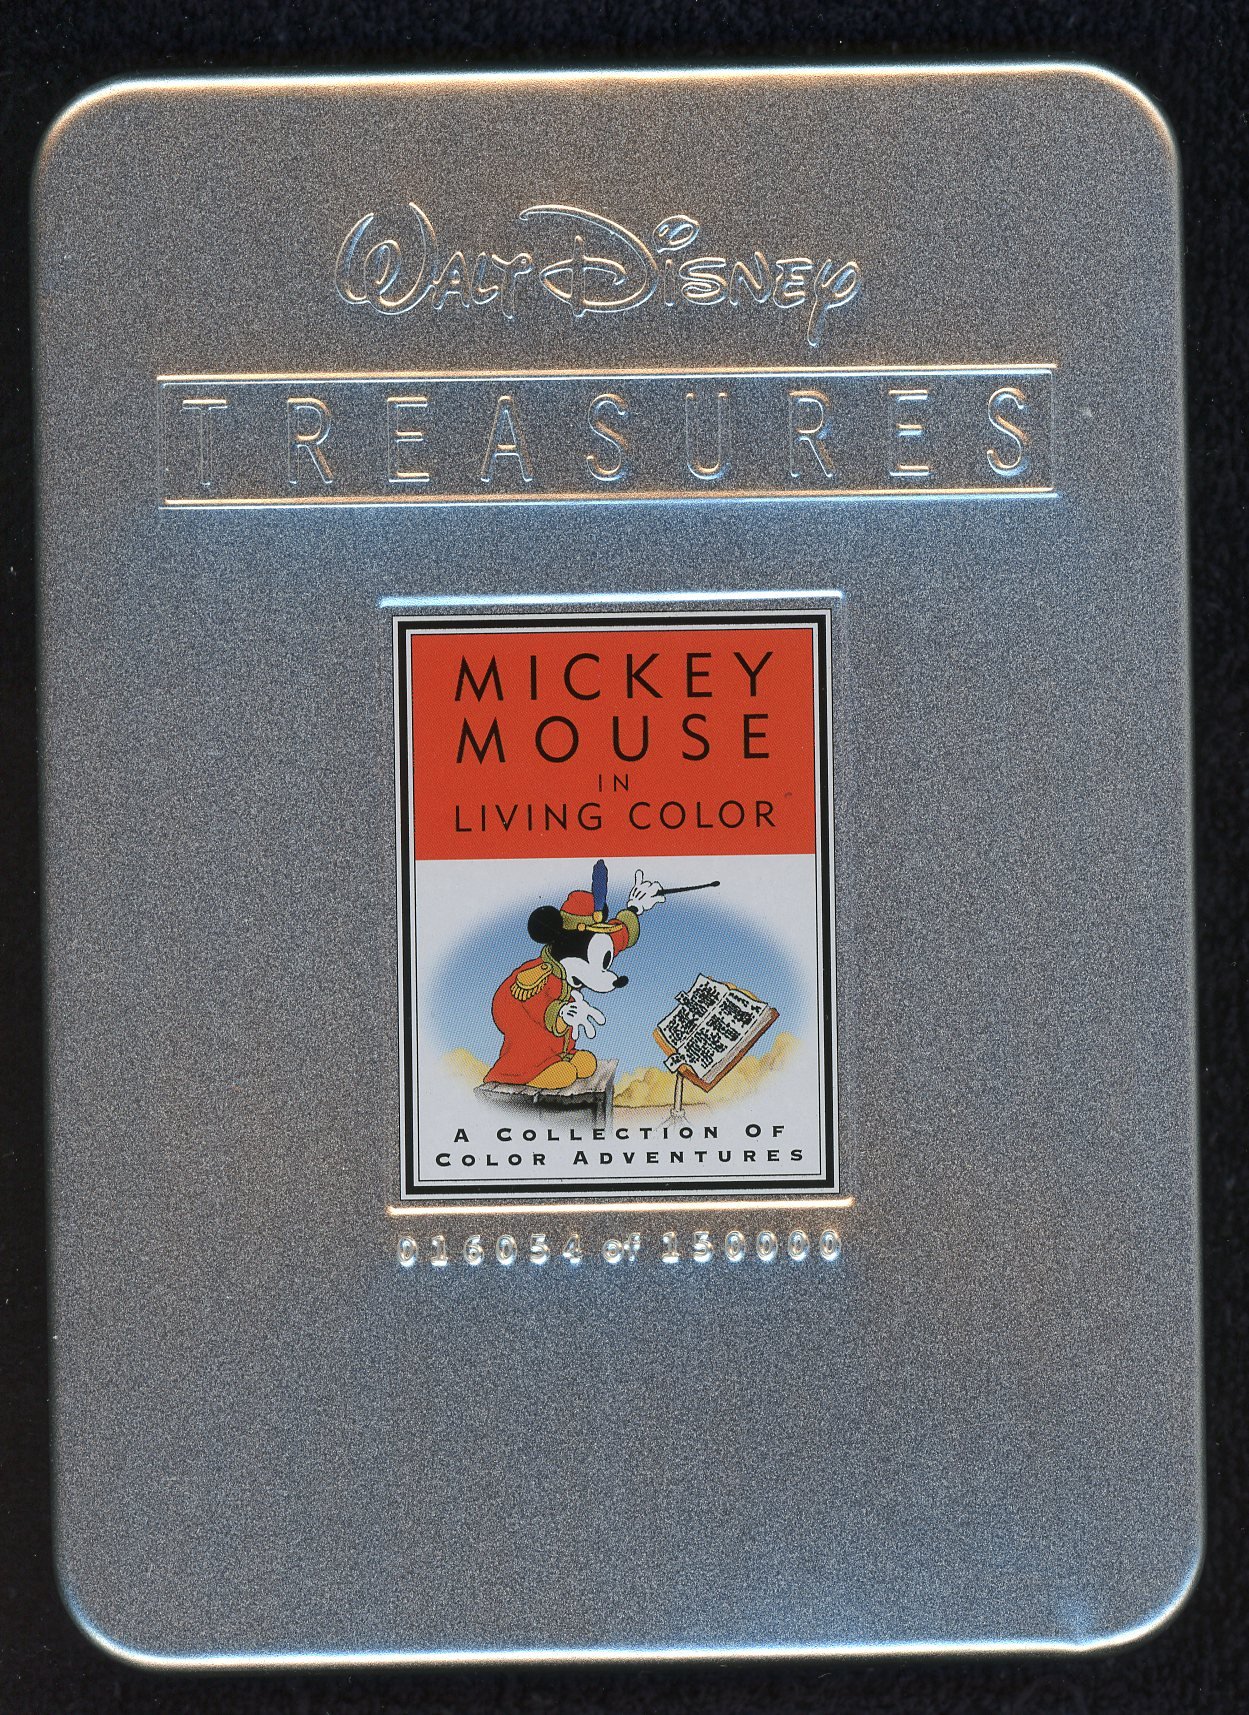 WALT DISNEY
TREASURES
MICKEY
MOUSE
IN
LIVING COLOR
A COLLECTION OF
COLOR ADVENTURES
016054 of 150000